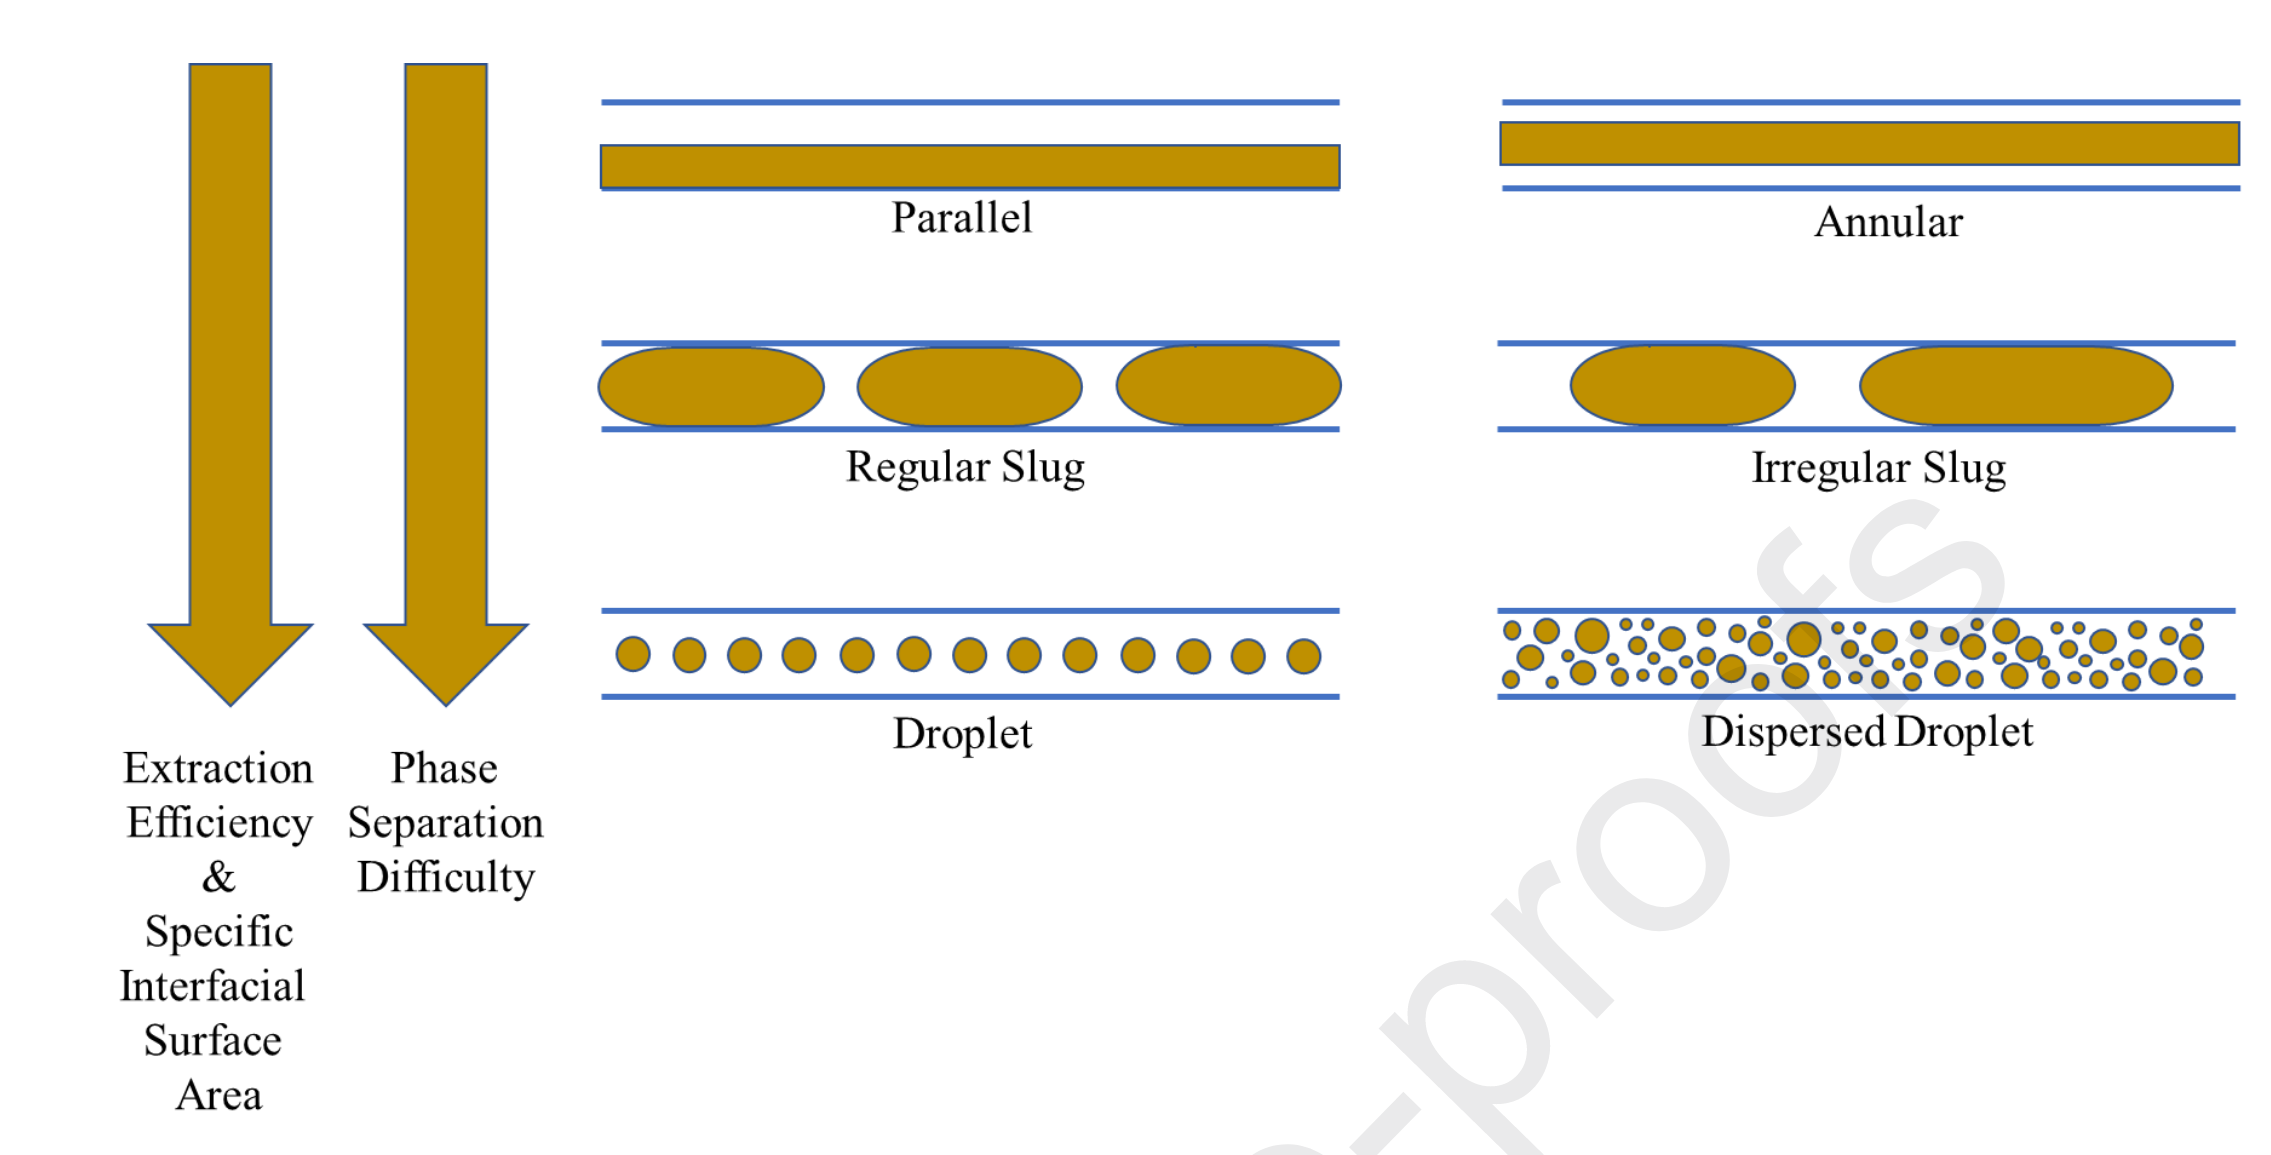 Parallel
Annular
Regular Slug
Irregular Slug
Droplet
Dispersed Droplet
Extraction
Efficiency
&
Specific
Interfacial
Surface
Area
Phase
Separation
Difficulty
-proofs